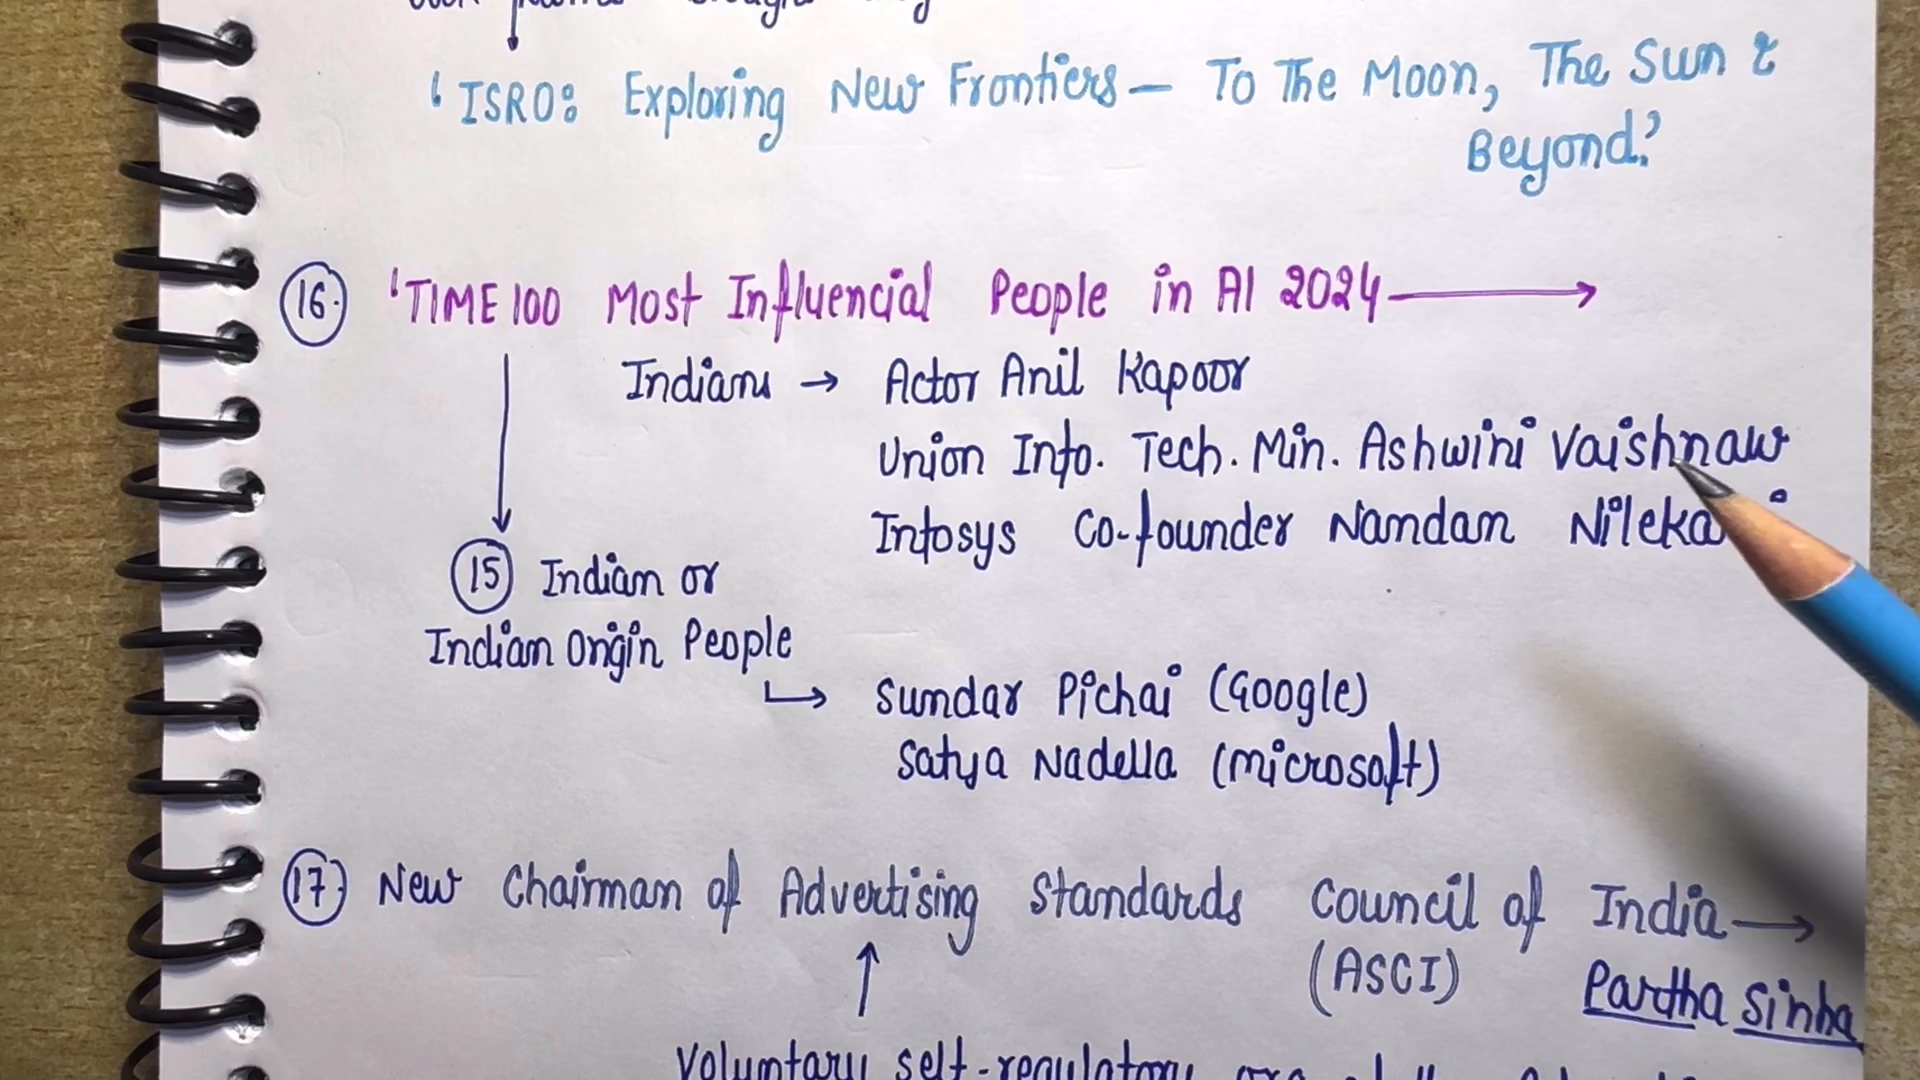 'ISRO: Exploring New Frontiers — To The Moon, The Sun &
Beyond.'
16. 'TIME 100 Most Influencial People in AI 2024 →
Indians → Actor Anil Kapoor
Union Info. Tech. Min. Ashwini Vaishnaw
Infosys Co-founder Nandan
15 Indian or
Indian Origin People
↳ Sundar Pichai (Google)
Satya Nadella (Microsoft)
17. New Chairman of Advertising Standards Council of India →
↑ (ASCI) Partha Sinha
Voluntary self-regulatory